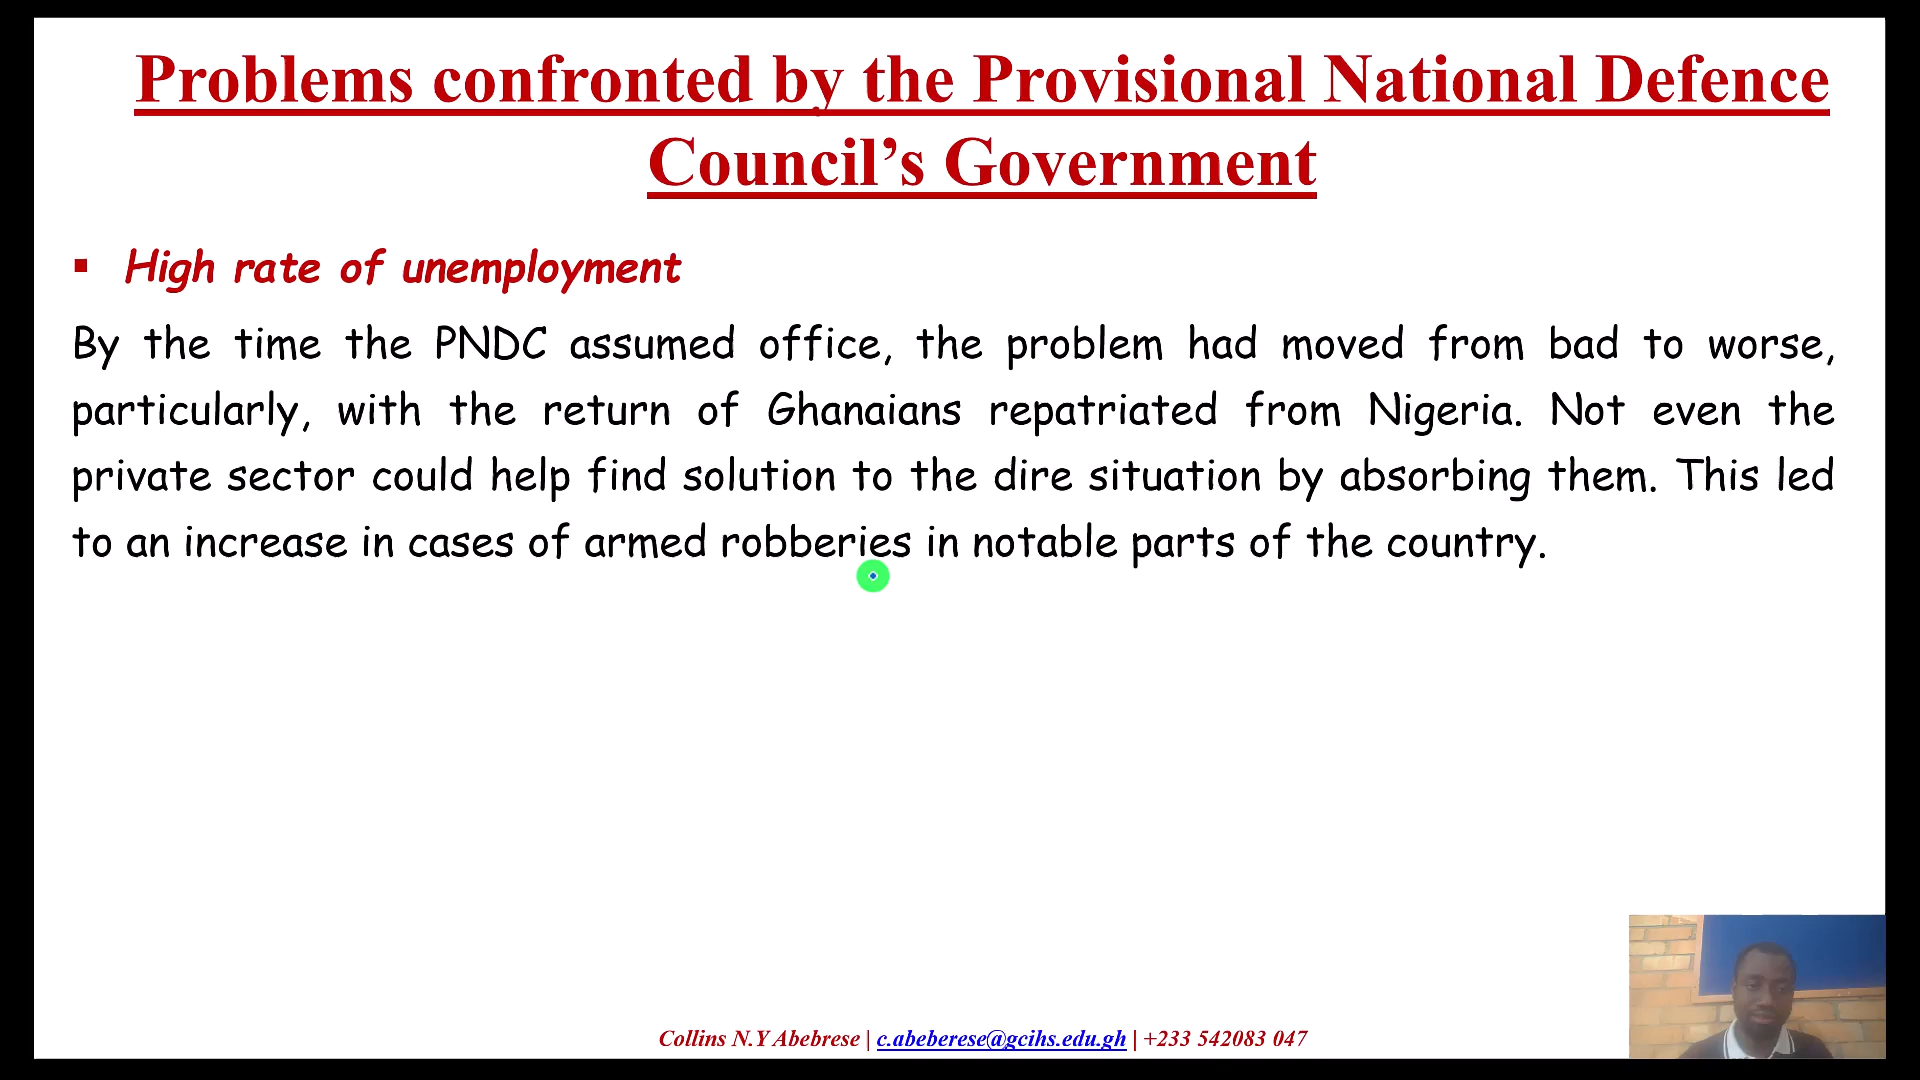 Problems confronted by the Provisional National Defence
Council’s Government
▪ High rate of unemployment
By the time the PNDC assumed office, the problem had moved from bad to worse,
particularly, with the return of Ghanaians repatriated from Nigeria. Not even the
private sector could help find solution to the dire situation by absorbing them. This led
to an increase in cases of armed robberies in notable parts of the country.
Collins N.Y Abebrese | c.abeberese@gcihs.edu.gh | +233 542083 047